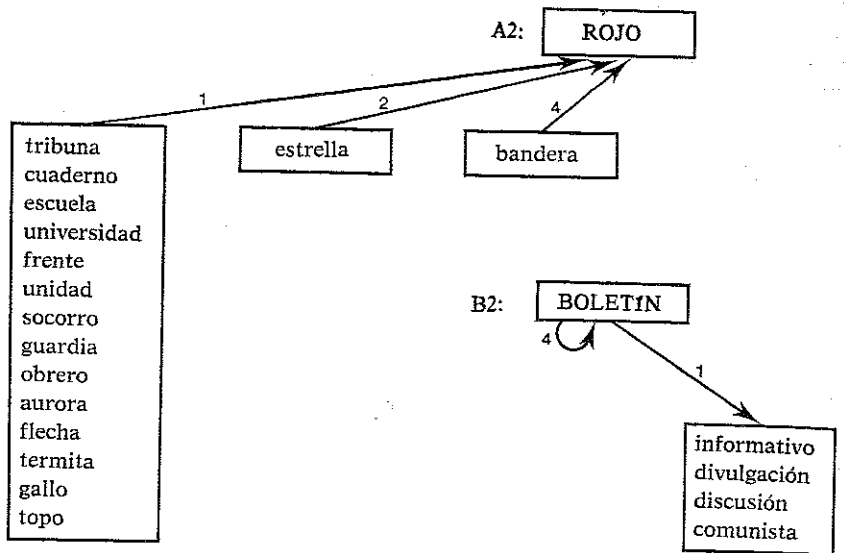 A2: ROJO
1
2
4
tribuna
cuaderno
escuela
universidad
frente
unidad
socorro
guardia
obrero
aurora
flecha
termita
gallo
topo
estrella
bandera
B2: BOLETÍN
4
1
informativo
divulgación
discusión
comunista